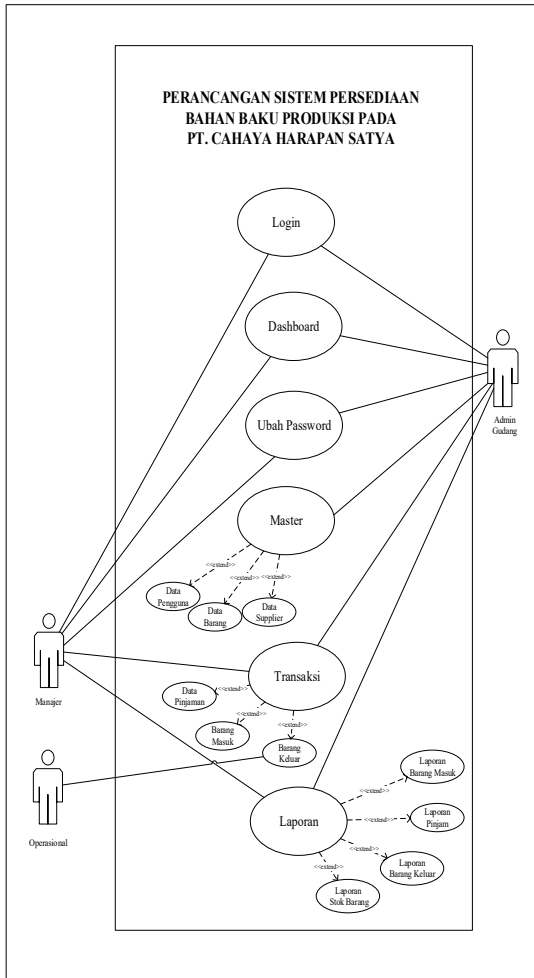 PERANCANGAN SISTEM PERSEDIAAN
BAHAN BAKU PRODUKSI PADA
PT. CAHAYA HARAPAN SATYA
Login
Dashboard
Admin
Gudang
Ubah Password
Master
<<extend>>
<<extend>>
<<extend>>
Data
Pengguna
Data
Barang
Data
Supplier
Manajer
Transaksi
<<extend>>
<<extend>>
<<extend>>
Data
Pinjaman
Barang
Masuk
Barang
Keluar
Operasional
Laporan
<<extend>>
<<extend>>
<<extend>>
<<extend>>
Laporan
Barang Masuk
Laporan
Pinjam
Laporan
Barang Keluar
Laporan
Stok Barang